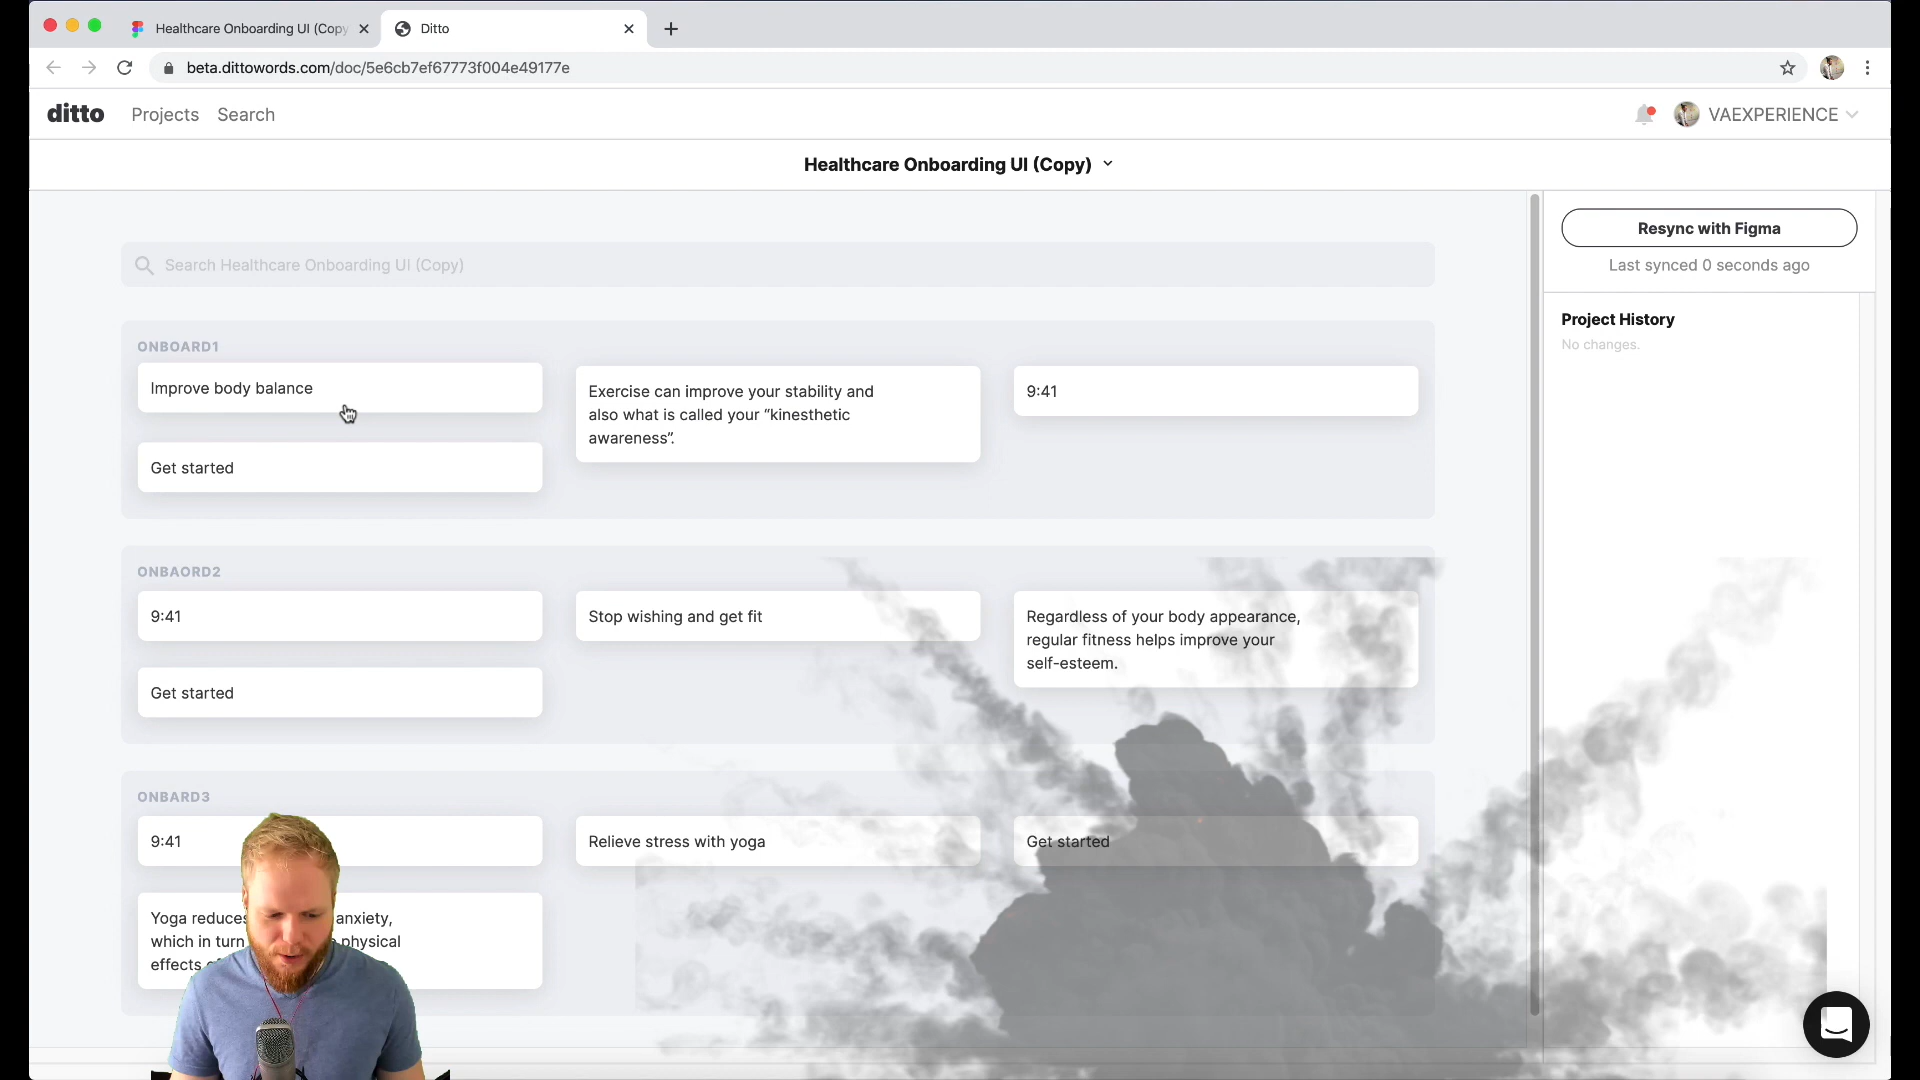 Healthcare Onboarding UI (Copy
Ditto
beta.dittowords.com/doc/5e6cb7ef67773f004e49177e
ditto
Projects
Search
VAEXPERIENCE
Healthcare Onboarding UI (Copy)
Resync with Figma
Last synced 0 seconds ago
Project History
No changes.
Search Healthcare Onboarding UI (Copy)
ONBOARD1
Improve body balance
Exercise can improve your stability and
also what is called your “kinesthetic
awareness”.
9:41
Get started
ONBAORD2
9:41
Stop wishing and get fit
Regardless of your body appearance,
regular fitness helps improve your
self-esteem.
Get started
ONBARD3
9:41
Relieve stress with yoga
Get started
Yoga reduces anxiety,
which in turn physical
effects